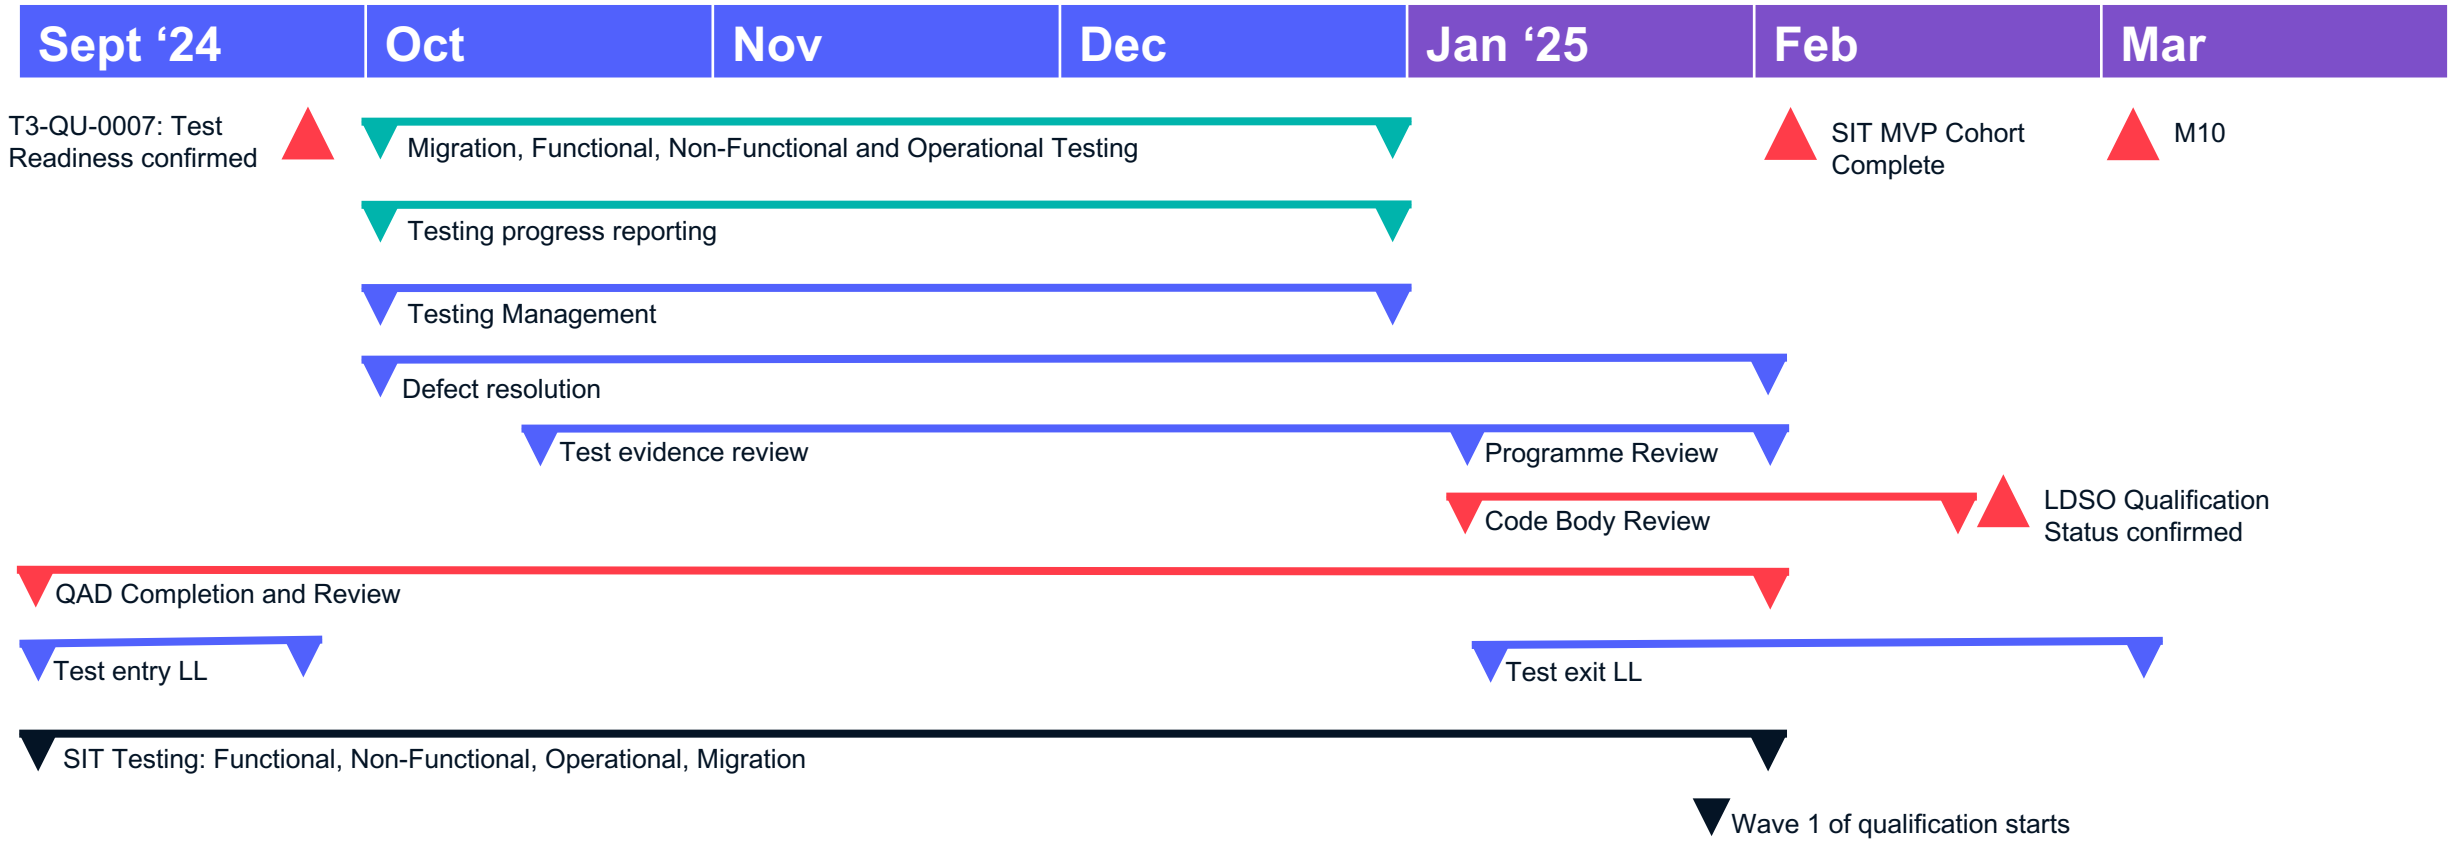 Sept ‘24
Oct
Nov
Dec
Jan ‘25
Feb
Mar
T3-QU-0007: Test
Readiness confirmed
Migration, Functional, Non-Functional and Operational Testing
SIT MVP Cohort
Complete
M10
Testing progress reporting
Testing Management
Defect resolution
Test evidence review
Programme Review
Code Body Review
LDSO Qualification
Status confirmed
QAD Completion and Review
Test entry LL
Test exit LL
SIT Testing: Functional, Non-Functional, Operational, Migration
Wave 1 of qualification starts